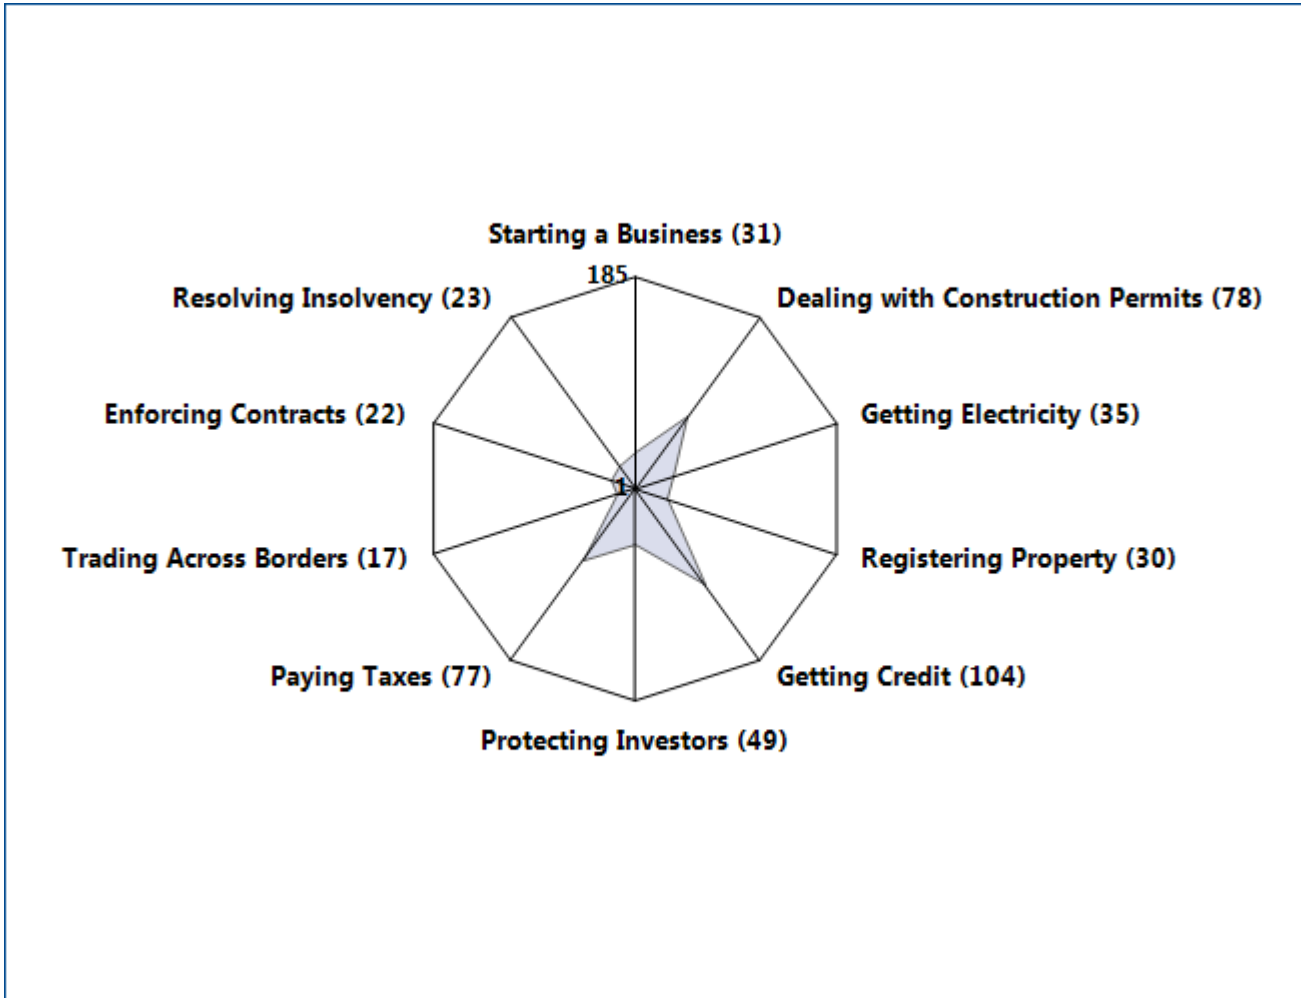 Starting a Business (31)
185
Resolving Insolvency (23)
Dealing with Construction Permits (78)
Enforcing Contracts (22)
Getting Electricity (35)
1
Trading Across Borders (17)
Registering Property (30)
Paying Taxes (77)
Getting Credit (104)
Protecting Investors (49)